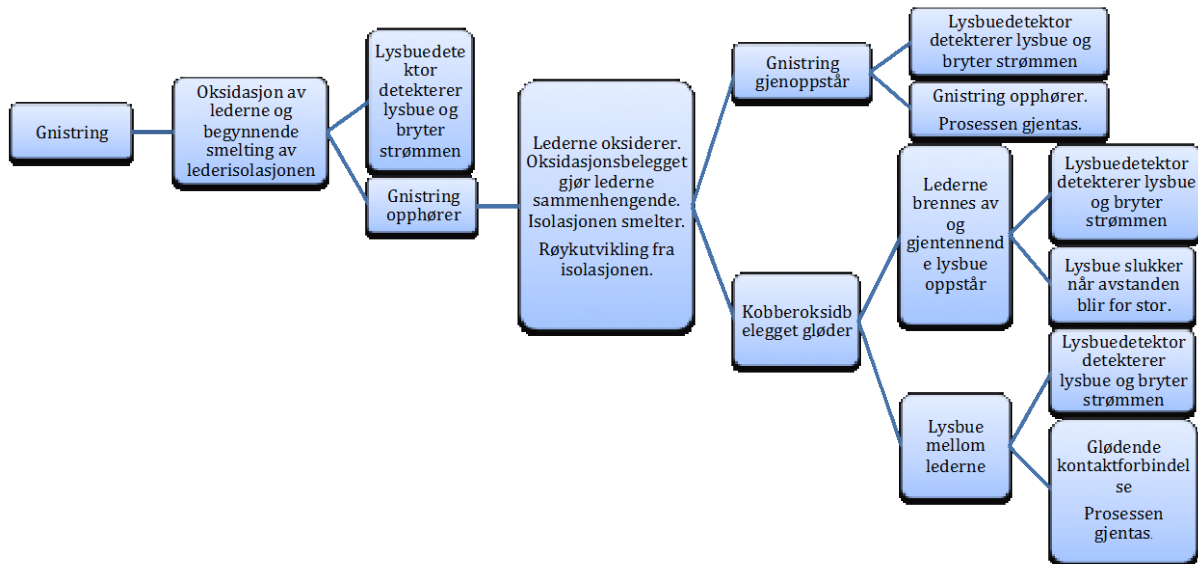 Gnistring
Oksidasjon av
lederne og
begynnende
smelting av
lederisolasjonen
Lysbuedete
ktor
detekterer
lysbue og
bryter
strømmen
Gnistring
opphører
Lederne oksiderer.
Oksidasjonsbelegget
gjør lederne
sammenhengende.
Isolasjonen smelter.
Røykutvikling fra
isolasjonen.
Gnistring
gjenoppstår
Lysbuedetektor
detekterer lysbue og
bryter strømmen
Gnistring opphører.
Prosessen gjentas.
Kobberoksidb
elegget gløder
Lederne
brennes av
og
gjentennend
e lysbue
oppstår
Lysbuedetektor
detekterer lysbue
og bryter
strømmen
Lysbue slukker
når avstanden
blir for stor.
Lysbue
mellom
lederne
Lysbuedetektor
detekterer
lysbue og bryter
strømmen
Glødende
kontaktforbindel
se
Prosessen
gjentas.